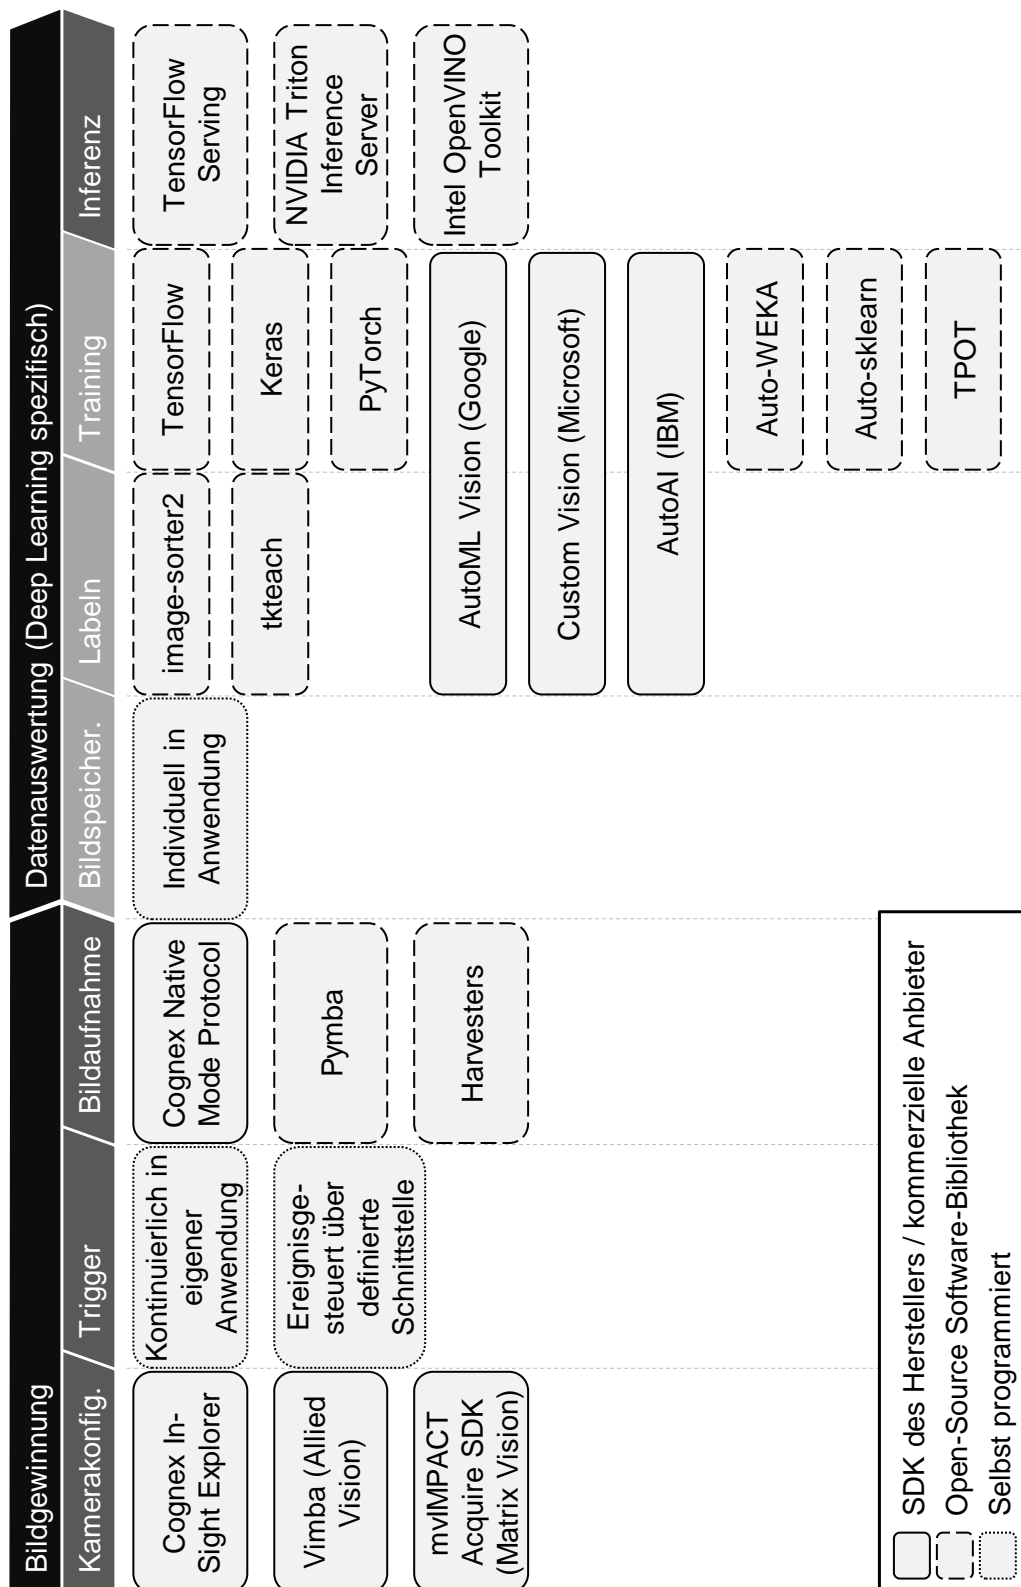 Bildgewinnung
Datenauswertung (Deep Learning spezifisch)
Kamerakonfig.
Trigger
Bildaufnahme
Bildspeicher.
Labeln
Training
Inferenz
Cognex In-
Sight Explorer
Vimba (Allied
Vision)
mvIMPACT
Acquire SDK
(Matrix Vision)
Kontinuierlich in
eigener
Anwendung
Ereignisge-
steuert über
definierte
Schnittstelle
Cognex Native
Mode Protocol
Pymba
Harvesters
Individuell in
Anwendung
image-sorter2
tkteach
TensorFlow
Keras
PyTorch
AutoML Vision (Google)
Custom Vision (Microsoft)
AutoAI (IBM)
Auto-WEKA
Auto-sklearn
TPOT
TensorFlow
Serving
NVIDIA Triton
Inference
Server
Intel OpenVINO
Toolkit
SDK des Herstellers / kommerzielle Anbieter
Open-Source Software-Bibliothek
Selbst programmiert